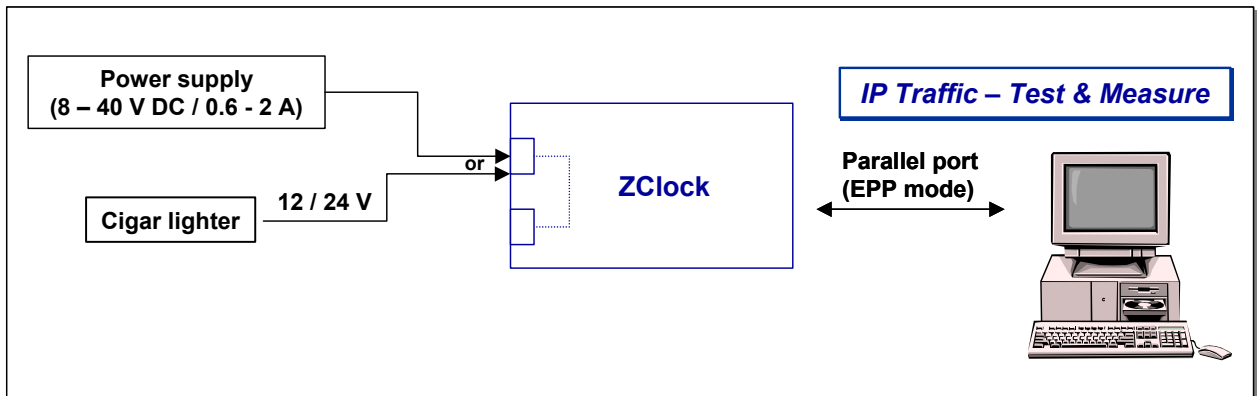 Power supply
(8 – 40 V DC / 0.6 - 2 A)
IP Traffic – Test & Measure
or
ZClock
Parallel port
(EPP mode)
12 / 24 V
Cigar lighter